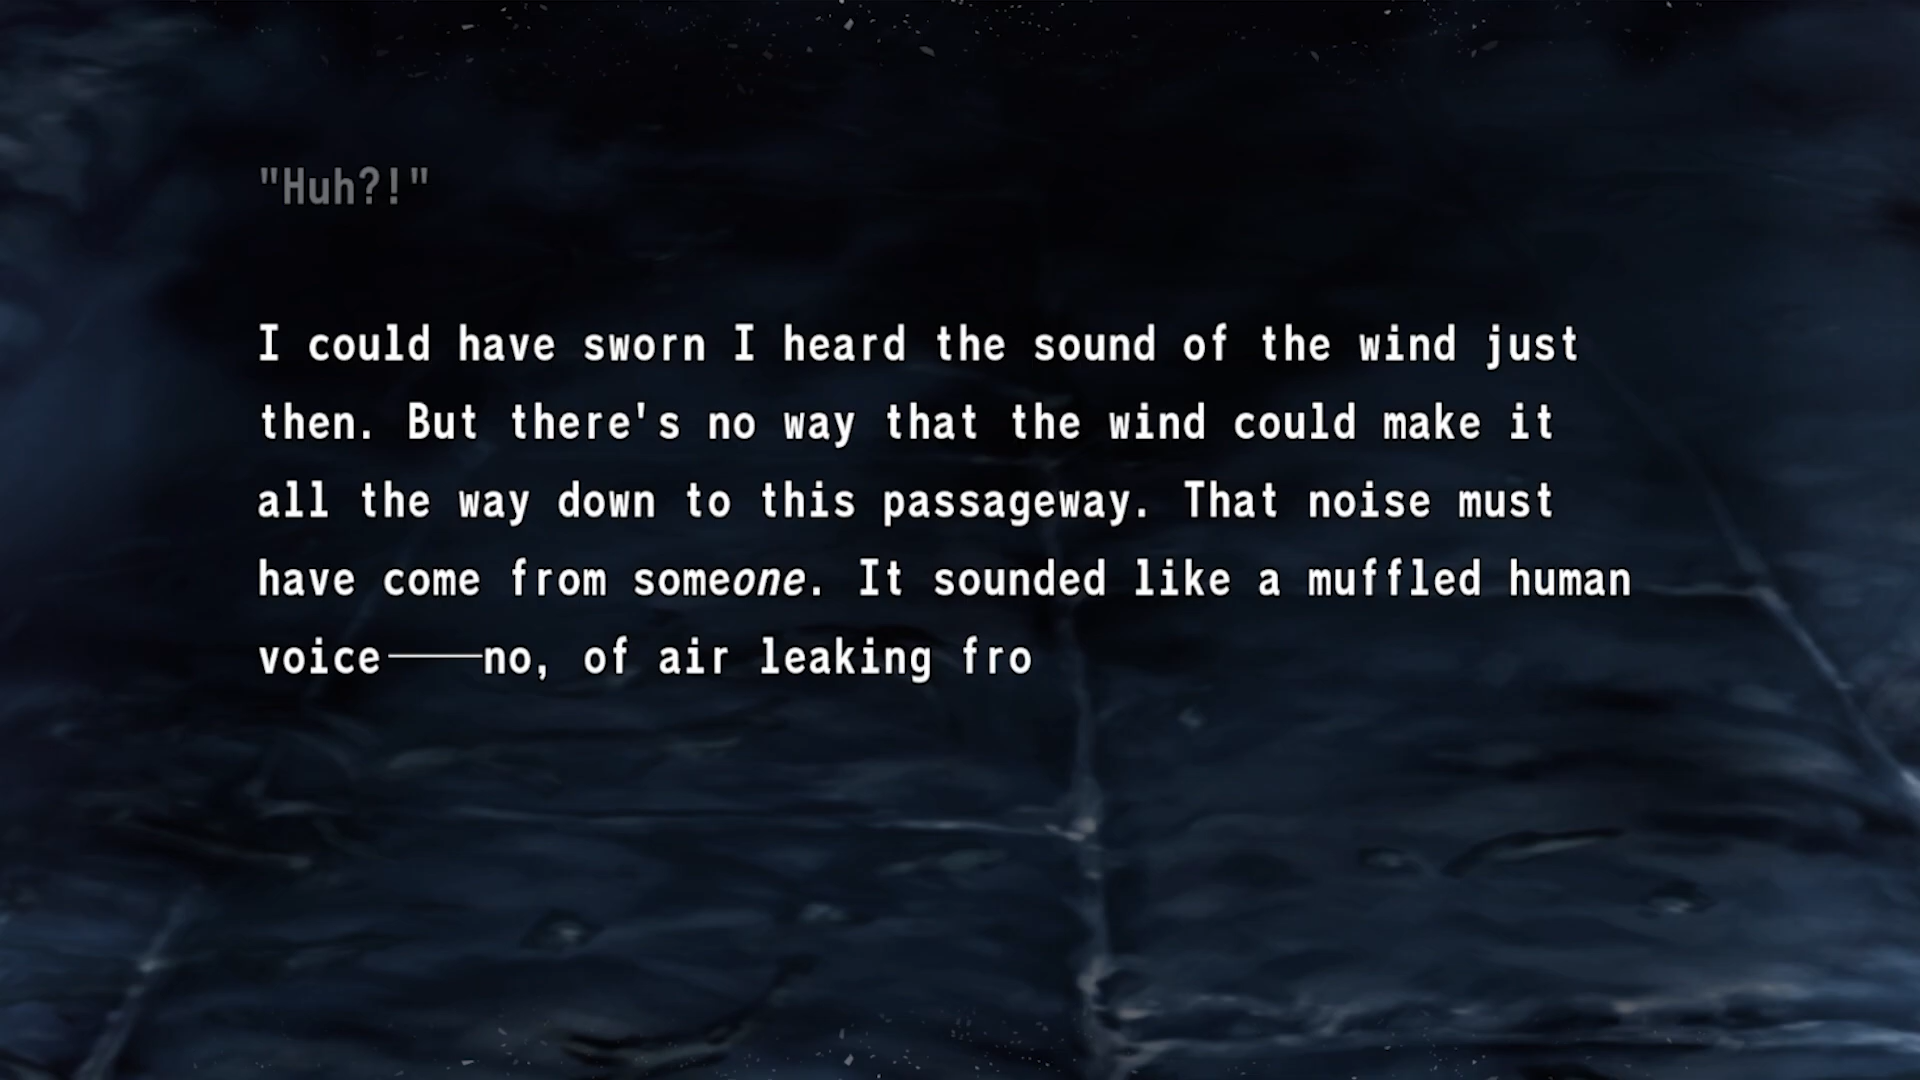 "Huh?!"
I could have sworn I heard the sound of the wind just
then. But there's no way that the wind could make it
all the way down to this passageway. That noise must
have come from someone. It sounded like a muffled human
voice——no, of air leaking fro